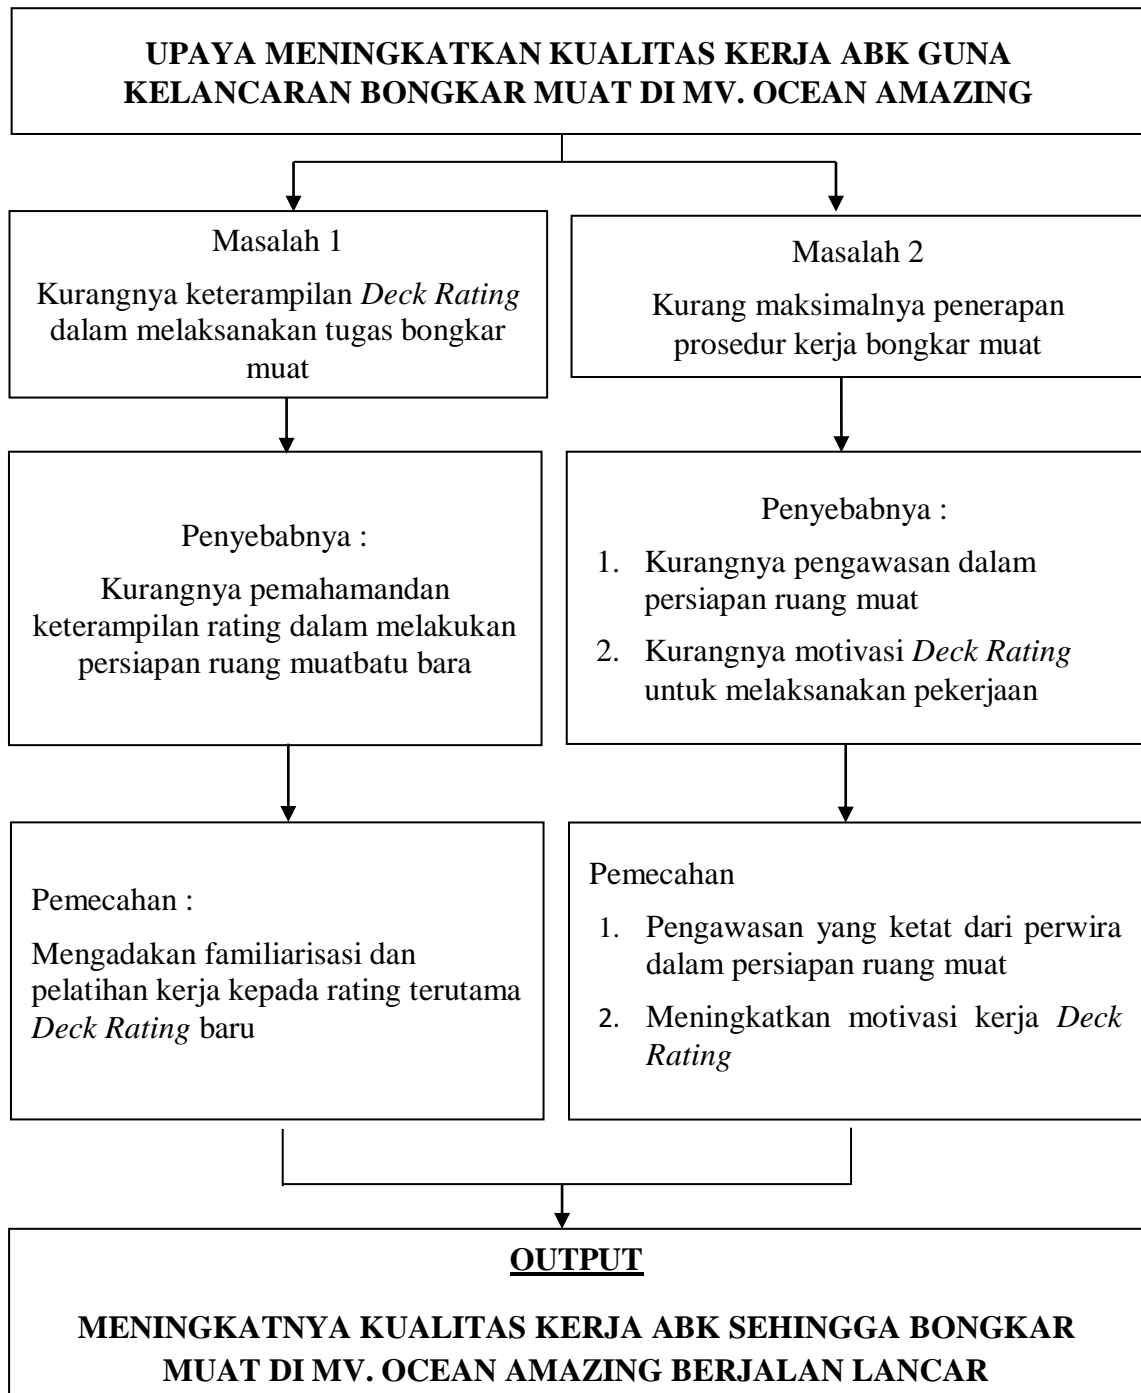 UPAYA MENINGKATKAN KUALITAS KERJA ABK GUNA
KELANCARAN BONGKAR MUAT DI MV. OCEAN AMAZING
Masalah 1
Kurangnya keterampilan Deck Rating
dalam melaksanakan tugas bongkar
muat
Masalah 2
Kurang maksimalnya penerapan
prosedur kerja bongkar muat
Penyebabnya :
Kurangnya pemahamandan
keterampilan rating dalam melakukan
persiapan ruang muatbatu bara
Penyebabnya :
1. Kurangnya pengawasan dalam
persiapan ruang muat
2. Kurangnya motivasi Deck Rating
untuk melaksanakan pekerjaan
Pemecahan :
Mengadakan familiarisasi dan
pelatihan kerja kepada rating terutama
Deck Rating baru
Pemecahan
1. Pengawasan yang ketat dari perwira
dalam persiapan ruang muat
2. Meningkatkan motivasi kerja Deck
Rating
OUTPUT
MENINGKATNYA KUALITAS KERJA ABK SEHINGGA BONGKAR
MUAT DI MV. OCEAN AMAZING BERJALAN LANCAR